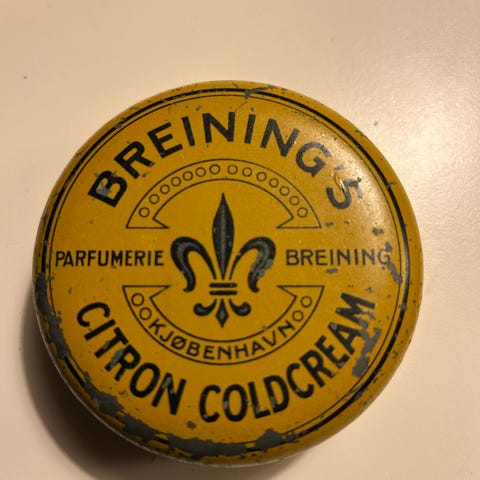 BREINING'S
PARFUMERIE BREINING
KJØBENHAVN
CITRON COLDCREAM